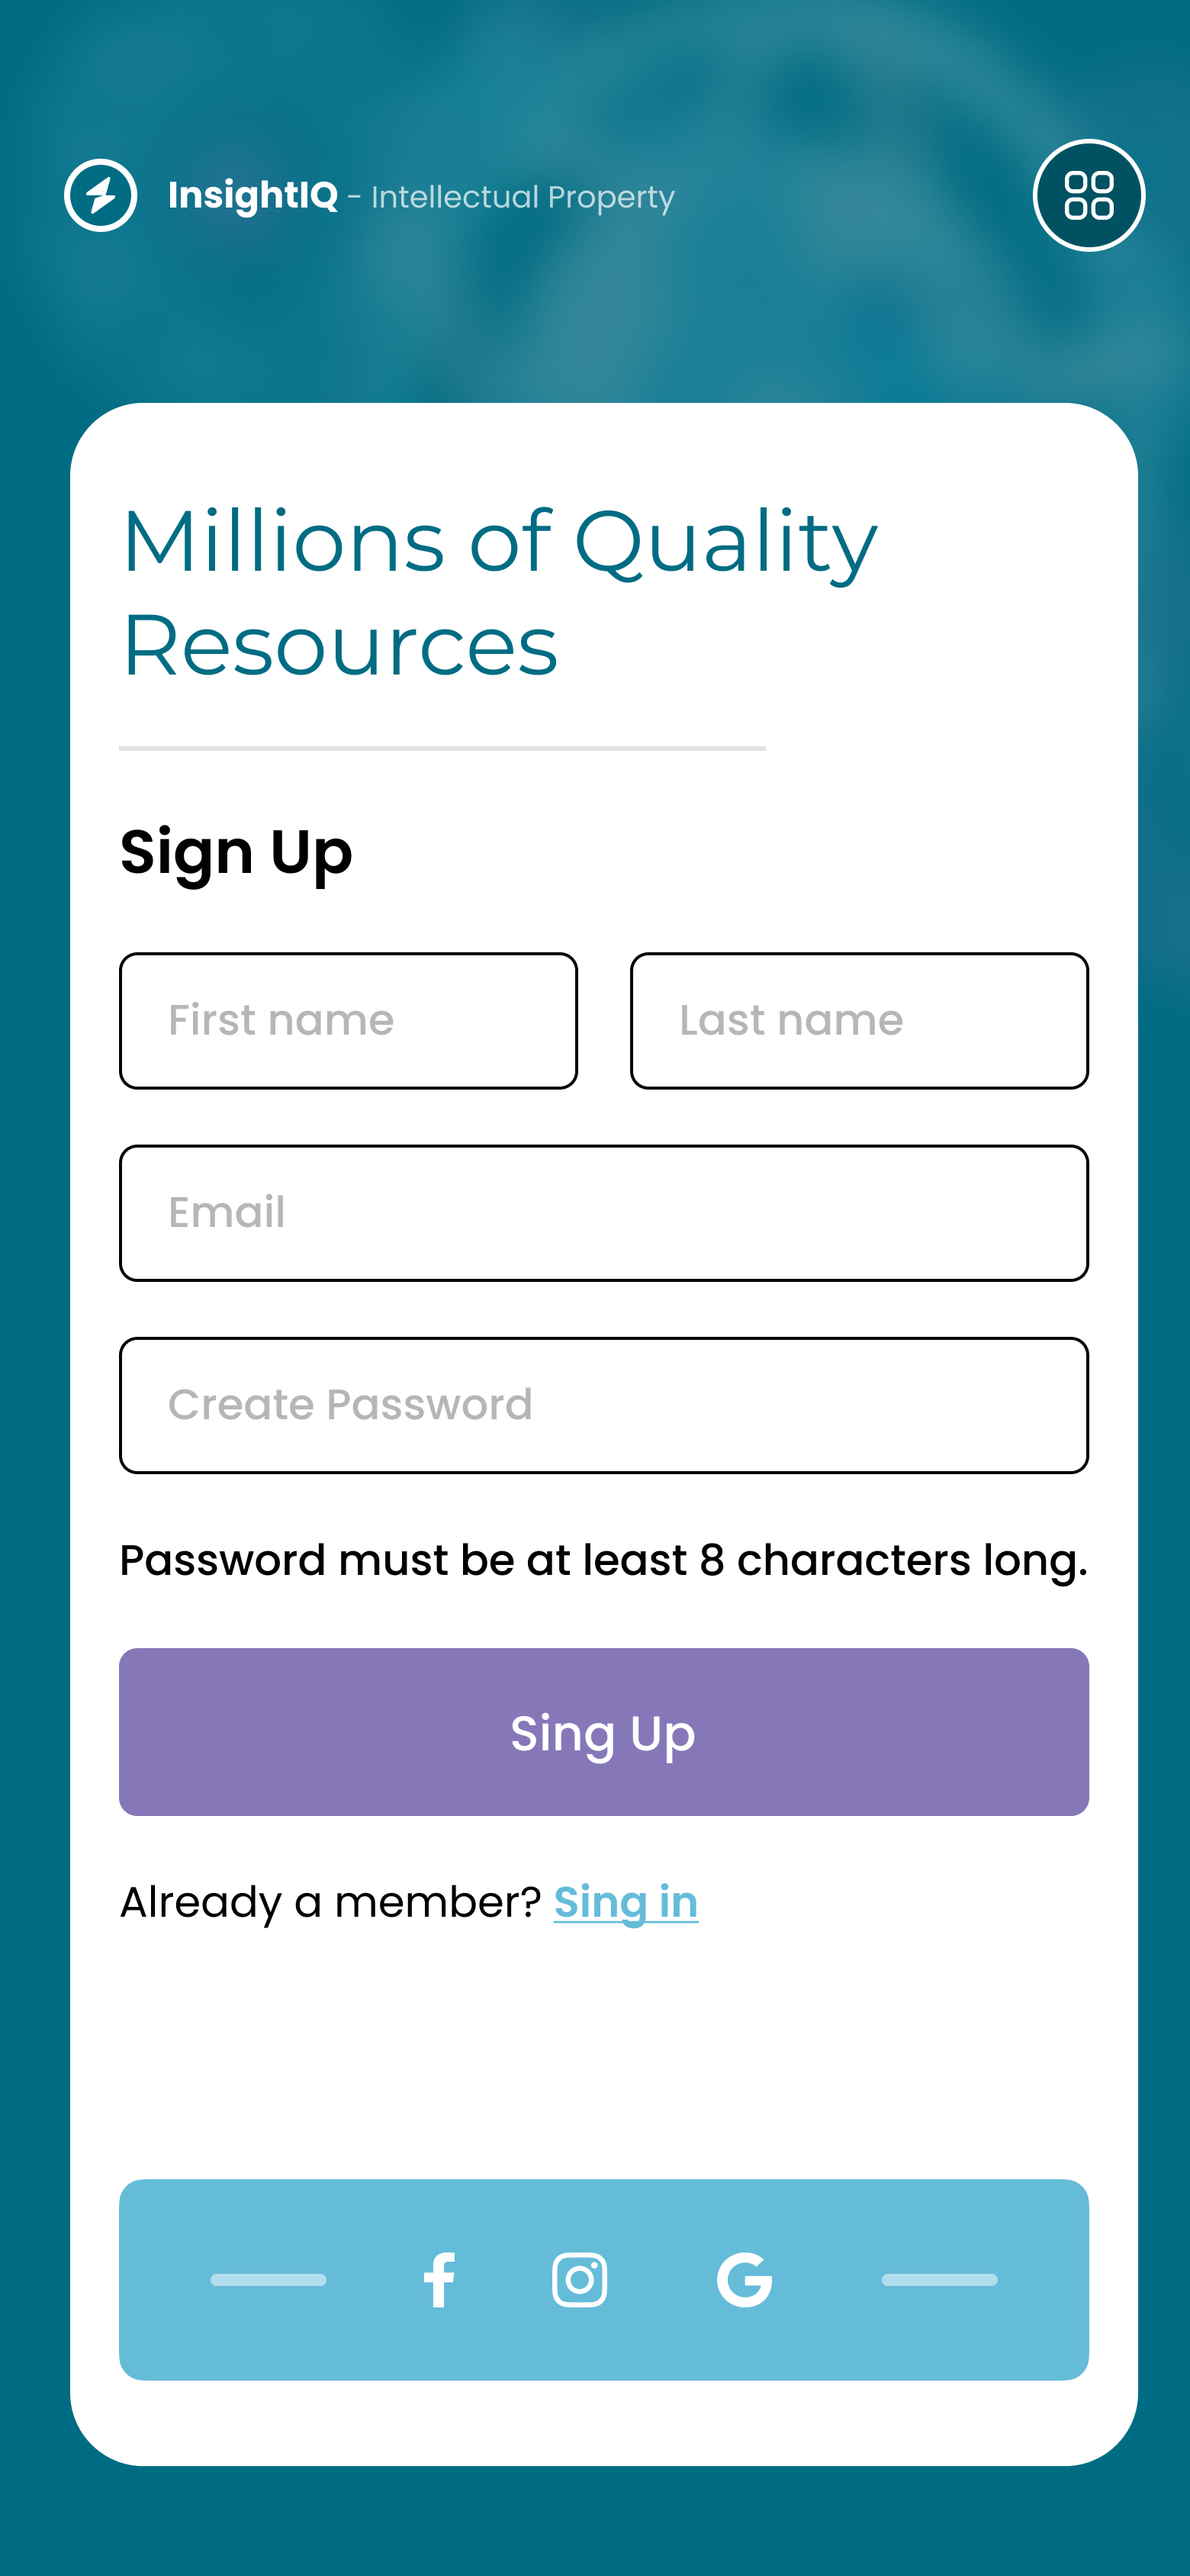 InsightIQ - Intellectual Property
Millions of Quality
Resources
Sign Up
First name
Last name
Email
Create Password
Password must be at least 8 characters long.
Sing Up
Already a member? Sing in